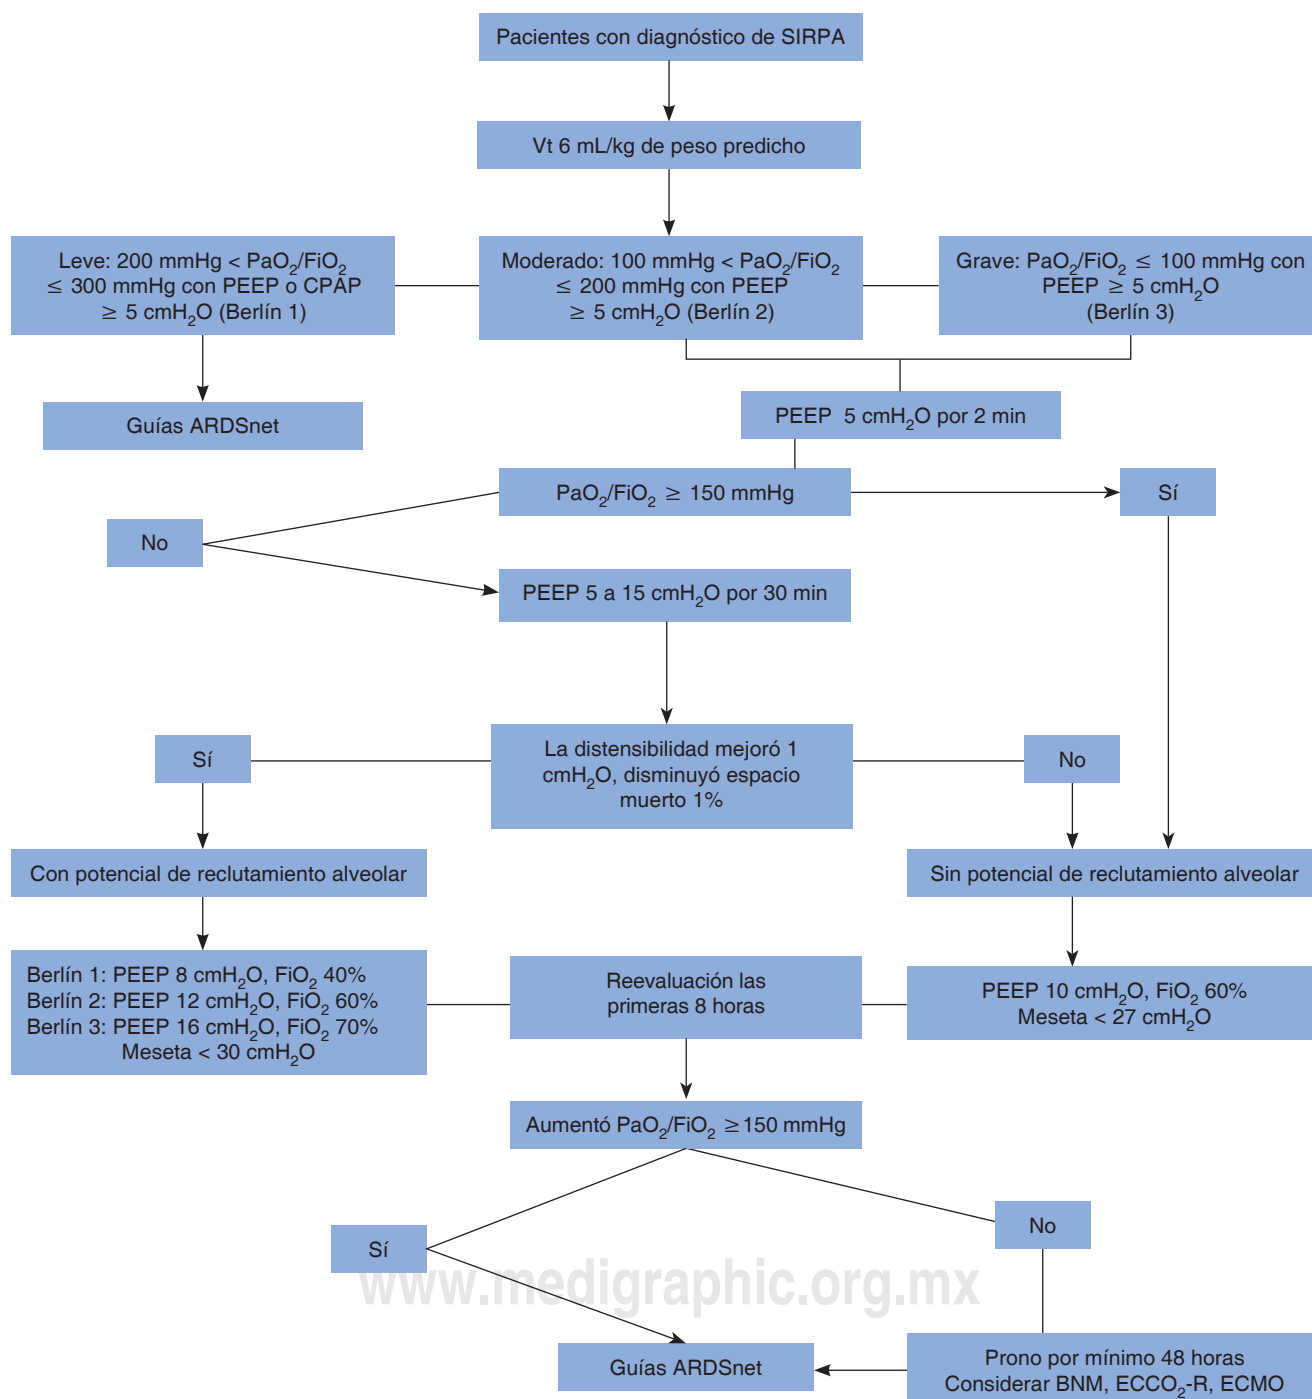 Pacientes con diagnóstico de SIRPA
Vt 6 mL/kg de peso predicho
Leve: 200 mmHg < PaO₂/FiO₂
≤ 300 mmHg con PEEP o CPAP
≥ 5 cmH₂O (Berlín 1)
Moderado: 100 mmHg < PaO₂/FiO₂
≤ 200 mmHg con PEEP
≥ 5 cmH₂O (Berlín 2)
Grave: PaO₂/FiO₂ ≤ 100 mmHg con
PEEP ≥ 5 cmH₂O
(Berlín 3)
Guías ARDSnet
PEEP 5 cmH₂O por 2 min
PaO₂/FiO₂ ≥ 150 mmHg
Sí
No
PEEP 5 a 15 cmH₂O por 30 min
Sí
La distensibilidad mejoró 1
cmH₂O, disminuyó espacio
muerto 1%
No
Con potencial de reclutamiento alveolar
Sin potencial de reclutamiento alveolar
Berlín 1: PEEP 8 cmH₂O, FiO₂ 40%
Berlín 2: PEEP 12 cmH₂O, FiO₂ 60%
Berlín 3: PEEP 16 cmH₂O, FiO₂ 70%
Meseta < 30 cmH₂O
Reevaluación las
primeras 8 horas
PEEP 10 cmH₂O, FiO₂ 60%
Meseta < 27 cmH₂O
Aumentó PaO₂/FiO₂ ≥150 mmHg
Sí
No
www.medigraphic.org.mx
Guías ARDSnet
Prono por mínimo 48 horas
Considerar BNM, ECCO₂-R, ECMO